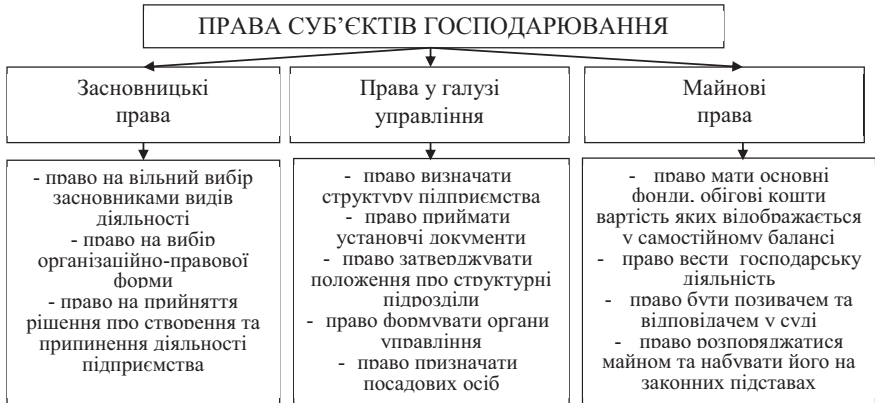 ПРАВА СУБ’ЄКТІВ ГОСПОДАРЮВАННЯ
Засновницькі
права
- право на вільний вибір
засновниками видів
діяльності
- право на вибір
організаційно-правової
форми
- право на прийняття
рішення про створення та
припинення діяльності
підприємства
Права у галузі
управління
- право визначати
структуру підприємства
- право приймати
установчі документи
- право затверджувати
положення про структурні
підрозділи
- право формувати органи
управління
- право призначати
посадових осіб
Майнові
права
- право мати основні
фонди, обігові кошти
вартість яких відображається
у самостійному балансі
- право вести господарську
діяльність
- право бути позивачем та
відповідачем у суді
- право розпоряджатися
майном та набувати його на
законних підставах